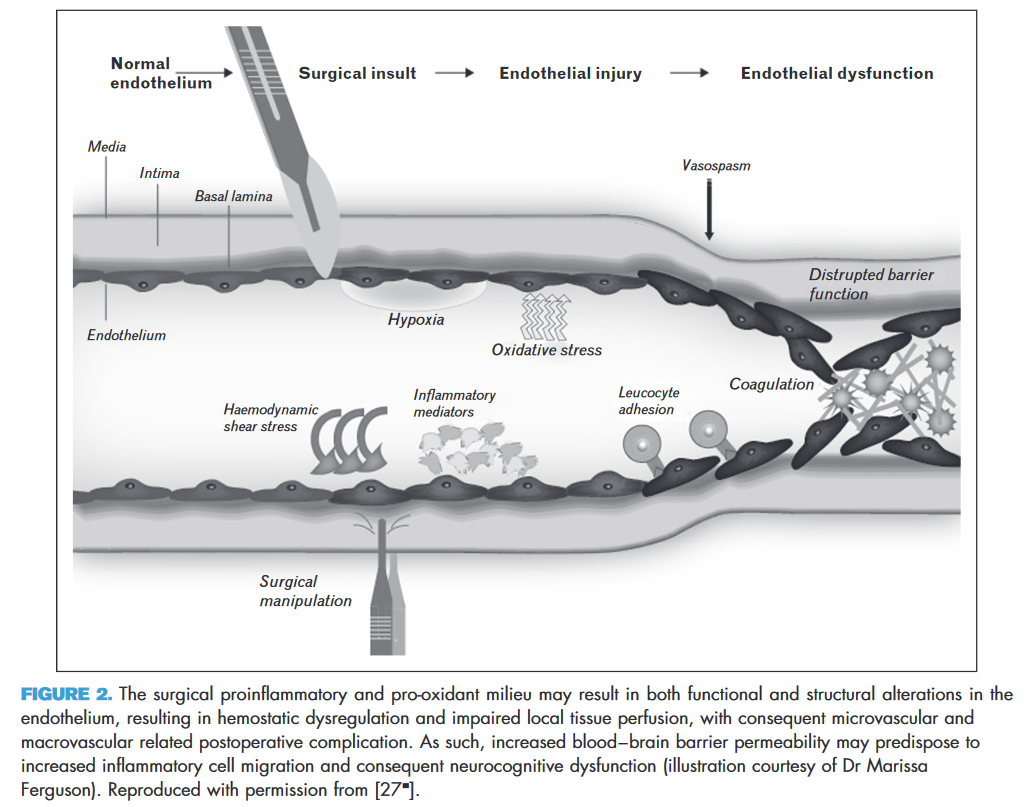 Normal
endothelium
Surgical insult
Endothelial injury
Endothelial dysfunction
Media
Intima
Basal lamina
Vasospasm
Distrupted barrier
function
Endothelium
Hypoxia
Oxidative stress
Haemodynamic
shear stress
Inflammatory
mediators
Leucocyte
adhesion
Coagulation
Surgical
manipulation
FIGURE 2. The surgical proinflammatory and pro-oxidant milieu may result in both functional and structural alterations in the
endothelium, resulting in hemostatic dysregulation and impaired local tissue perfusion, with consequent microvascular and
macrovascular related postoperative complication. As such, increased blood–brain barrier permeability may predispose to
increased inflammatory cell migration and consequent neurocognitive dysfunction (illustration courtesy of Dr Marissa
Ferguson). Reproduced with permission from [27▪].